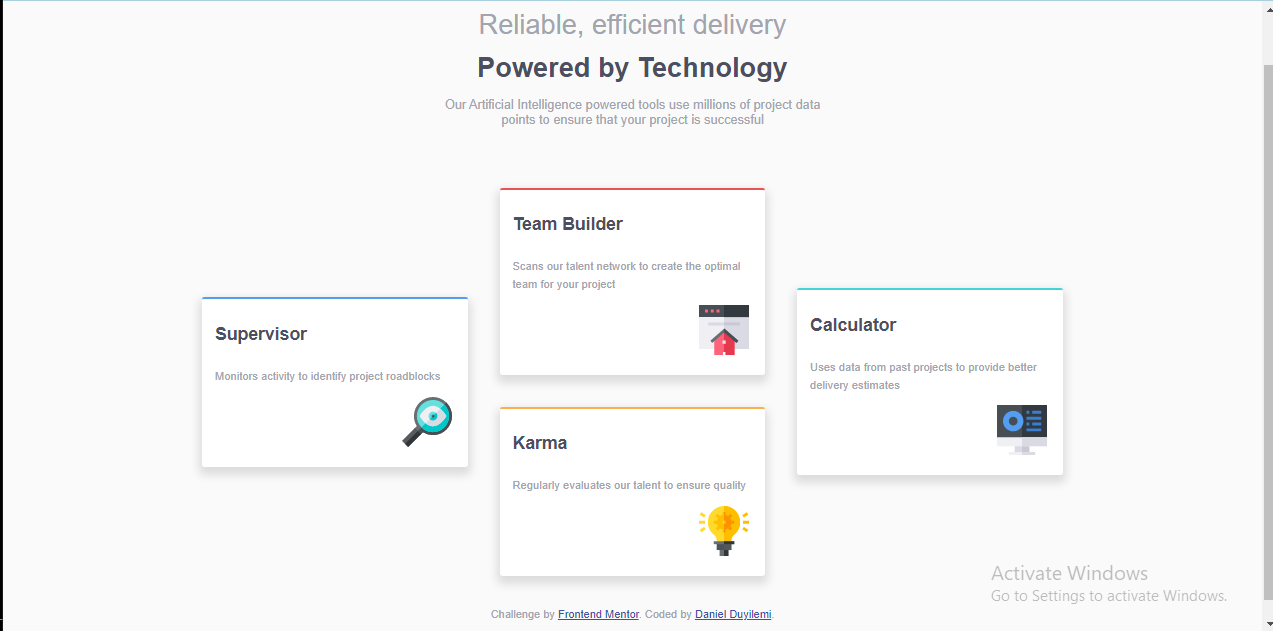 Reliable, efficient delivery
Powered by Technology
Our Artificial Intelligence powered tools use millions of project data
points to ensure that your project is successful
Team Builder
Scans our talent network to create the optimal
team for your project
Supervisor
Monitors activity to identify project roadblocks
Calculator
Uses data from past projects to provide better
delivery estimates
Karma
Regularly evaluates our talent to ensure quality
Activate Windows
Go to Settings to activate Windows.
Challenge by Frontend Mentor. Coded by Daniel Duyilemi.